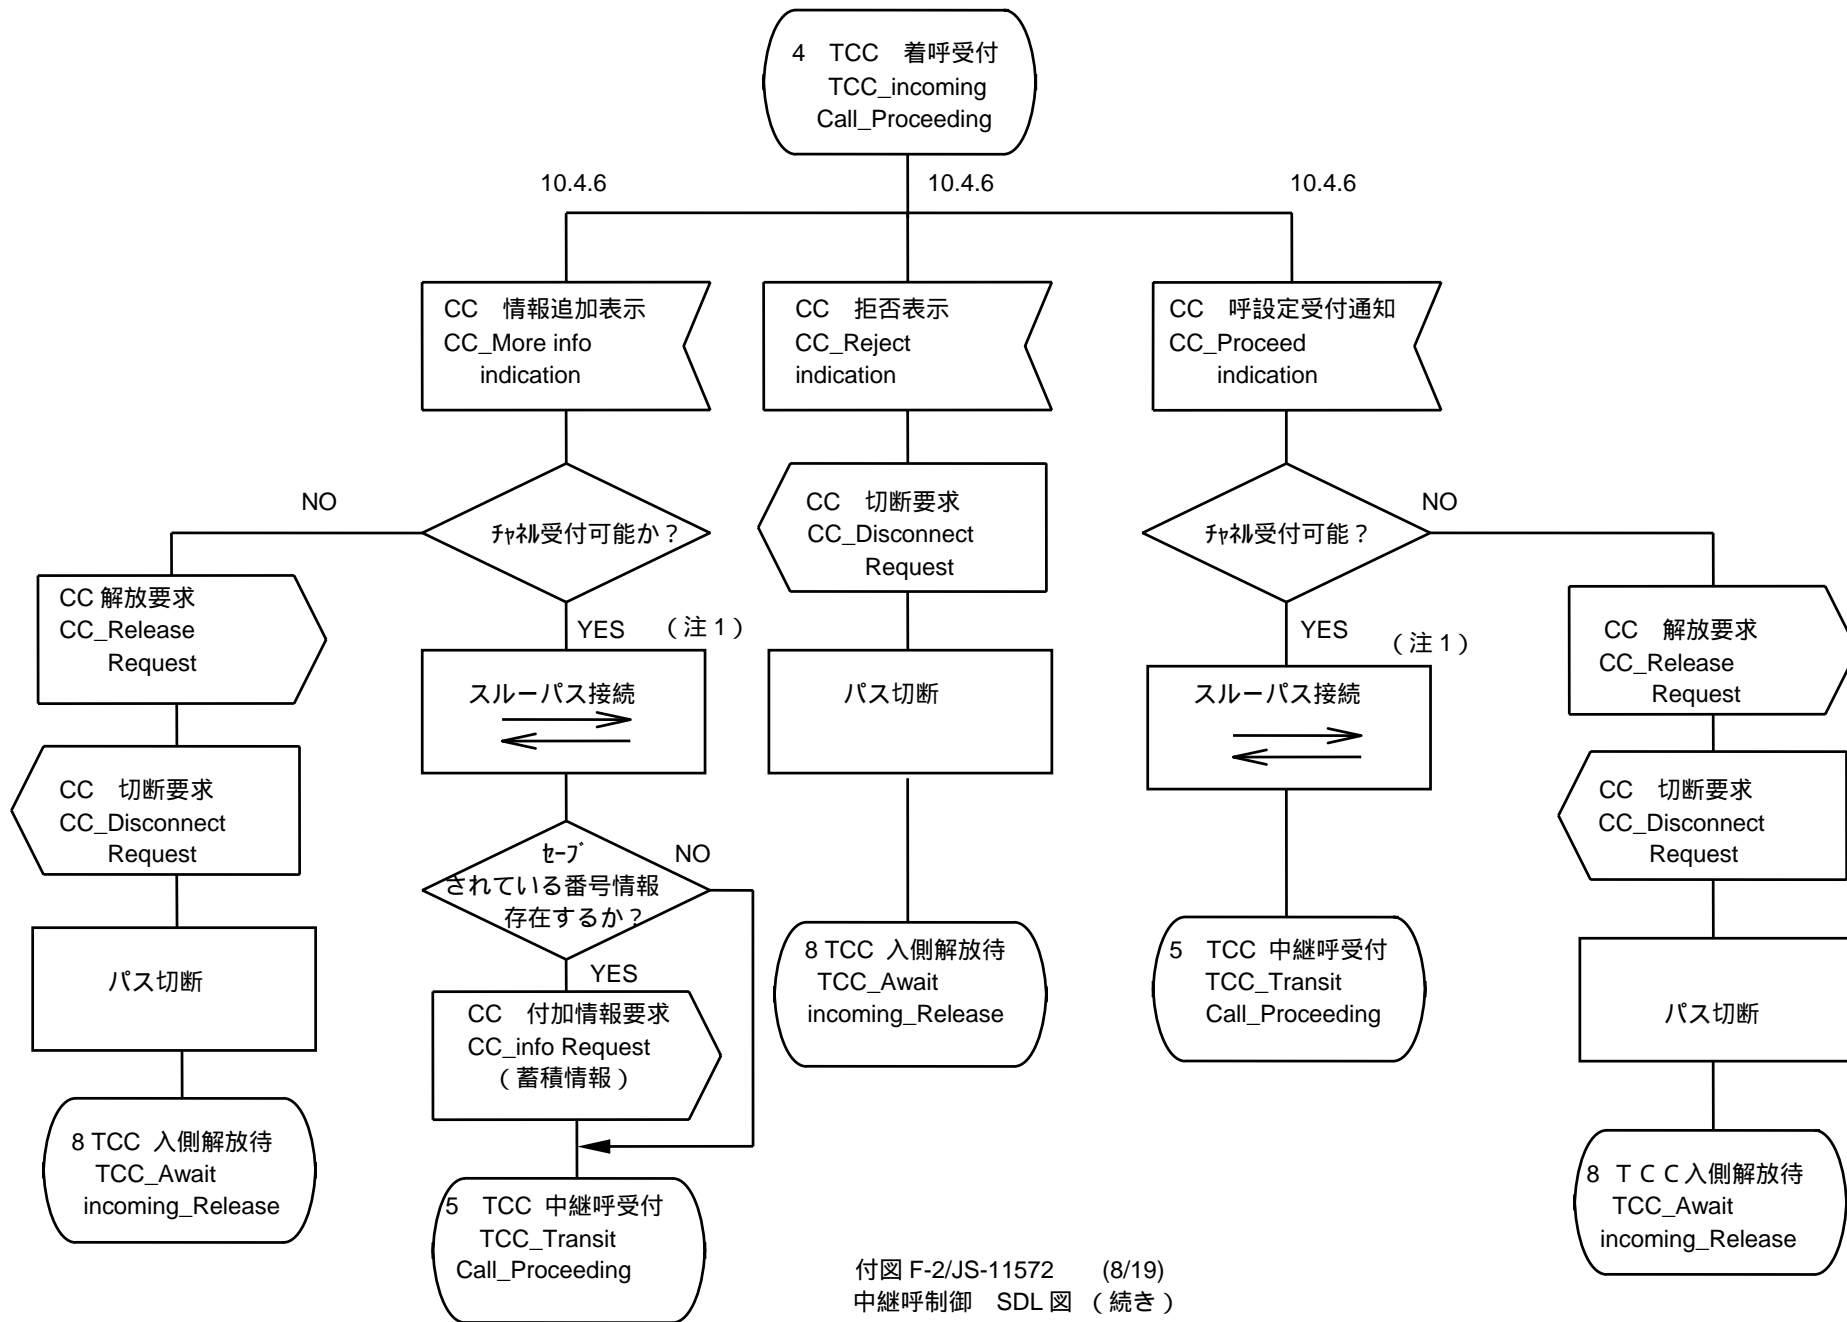 4 TCC 着呼受付
TCC_incoming
Call_Proceeding
10.4.6
10.4.6
10.4.6
CC 情報追加表示
CC_More info
indication
CC 拒否表示
CC_Reject
indication
CC 呼設定受付通知
CC_Proceed
indication
NO
ﾁｬﾈﾙ受付可能か？
YES
（注1）
CC 解放要求
CC_Release
Request
CC 切断要求
CC_Disconnect
Request
パス切断
8 TCC 入側解放待
TCC_Await
incoming_Release
スルーパス接続
ｾｰﾌﾞ
されている番号情報
存在するか？
NO
YES
CC 付加情報要求
CC_info Request
（蓄積情報）
5 TCC 中継呼受付
TCC_Transit
Call_Proceeding
CC 切断要求
CC_Disconnect
Request
パス切断
8 TCC 入側解放待
TCC_Await
incoming_Release
ﾁｬﾈﾙ受付可能？
NO
YES
（注1）
スルーパス接続
5 TCC 中継呼受付
TCC_Transit
Call_Proceeding
CC 解放要求
CC_Release
Request
CC 切断要求
CC_Disconnect
Request
パス切断
8 ＴＣＣ入側解放待
TCC_Await
incoming_Release
付図 F-2/JS-11572 (8/19)
中継呼制御 SDL 図 （続き）